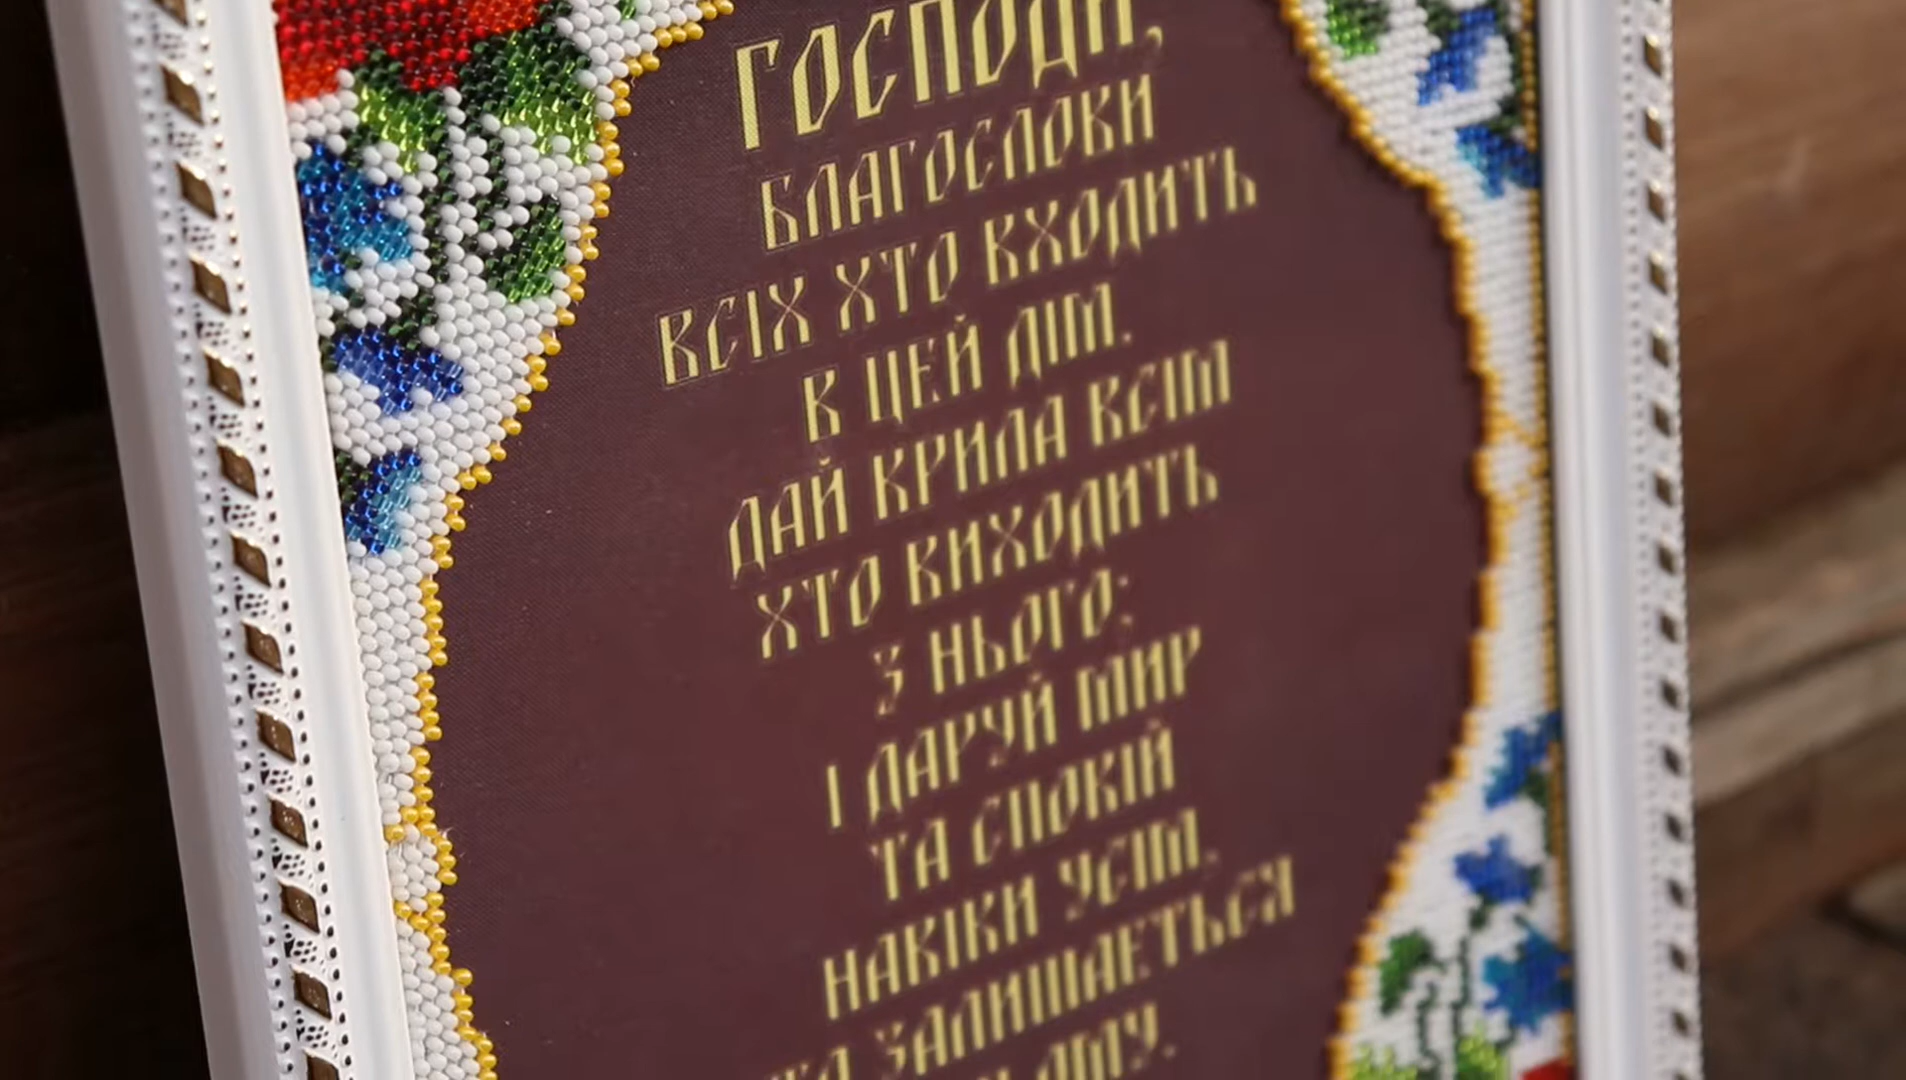 ГОСПОДИ,
БЛАГОСЛОВИ
ВСІХ ХТО ВХОДИТЬ
В ЦЕЙ ДІМ.
ДАЙ КРИЛА ВСІМ
ХТО ВИХОДИТЬ
З НЬОГО:
І ДАРУЙ МИР
ТА СПОКІЙ
НАВІКИ УСІМ,
ЗАЛИШАЄТЬСЯ